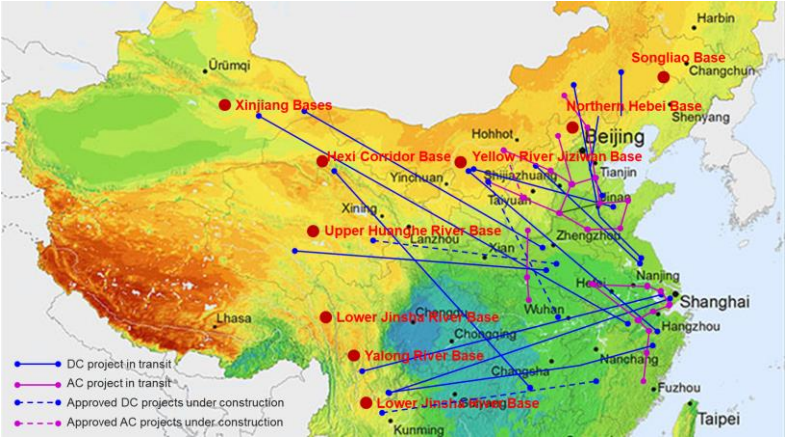 Harbin
Songliao Base
Changchun
Ürümqi
Xinjiang Bases
Northern Hebei Base
Shenyang
Hohhot
Beijing
Hexi Corridor Base
Yellow River Jiziwan Base
Tianjin
Yinchuan
Shijiazhuang
Taiyuan
Jinan
Xining
Upper Huanghe River Base
Lanzhou
Zhengzhou
Xian
Hefei
Nanjing
Shanghai
Lhasa
Lower Jinsha River Base
Chengdu
Wuhan
Hangzhou
Chongqing
Yalong River Base
Nanchang
Changsha
DC project in transit
AC project in transit
Approved DC projects under construction
Approved AC projects under construction
Lower Jinsha River Base
Fuzhou
Taipei
Kunming